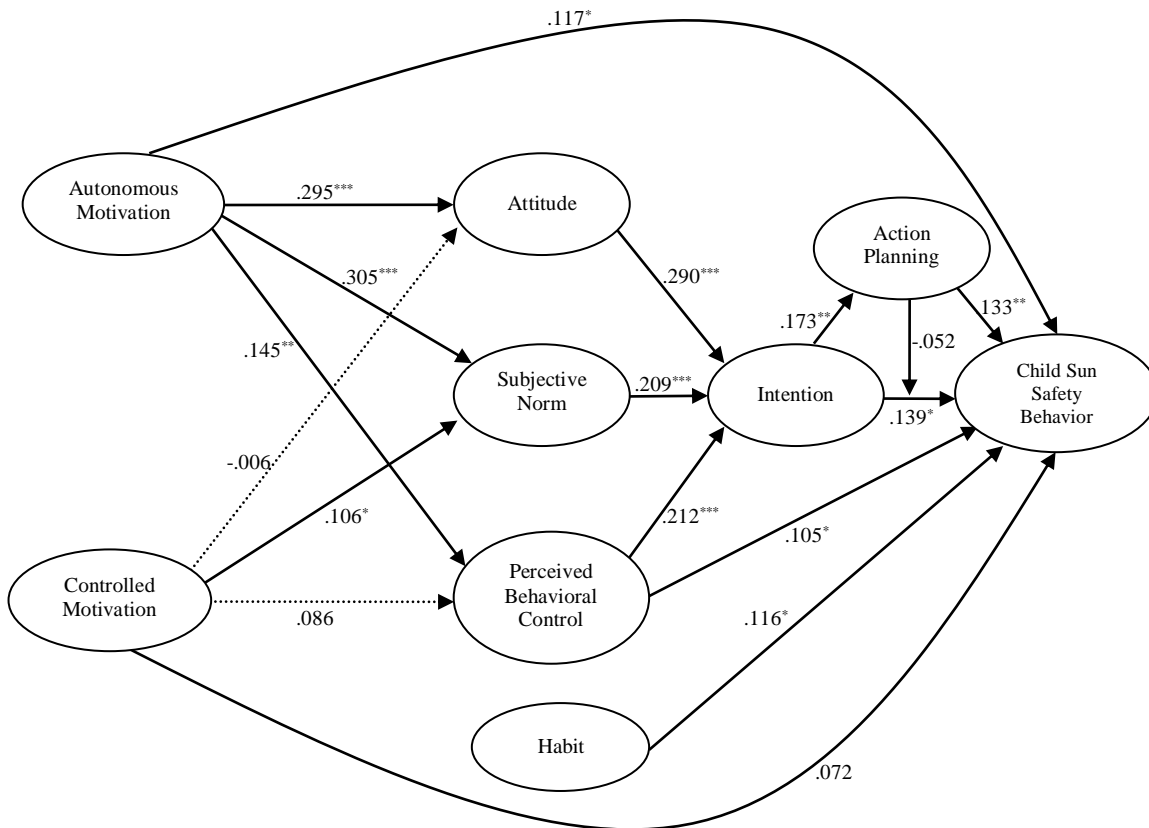 .117*
Autonomous
Motivation
.295***
Attitude
Action
Planning
.305***
.290***
.173**
133**
-.052
.145**
Subjective
Norm
.209***
Intention
.139*
Child Sun
Safety
Behavior
-.006
.106*
.212***
.105*
Controlled
Motivation
.086
Perceived
Behavioral
Control
.116*
Habit
.072